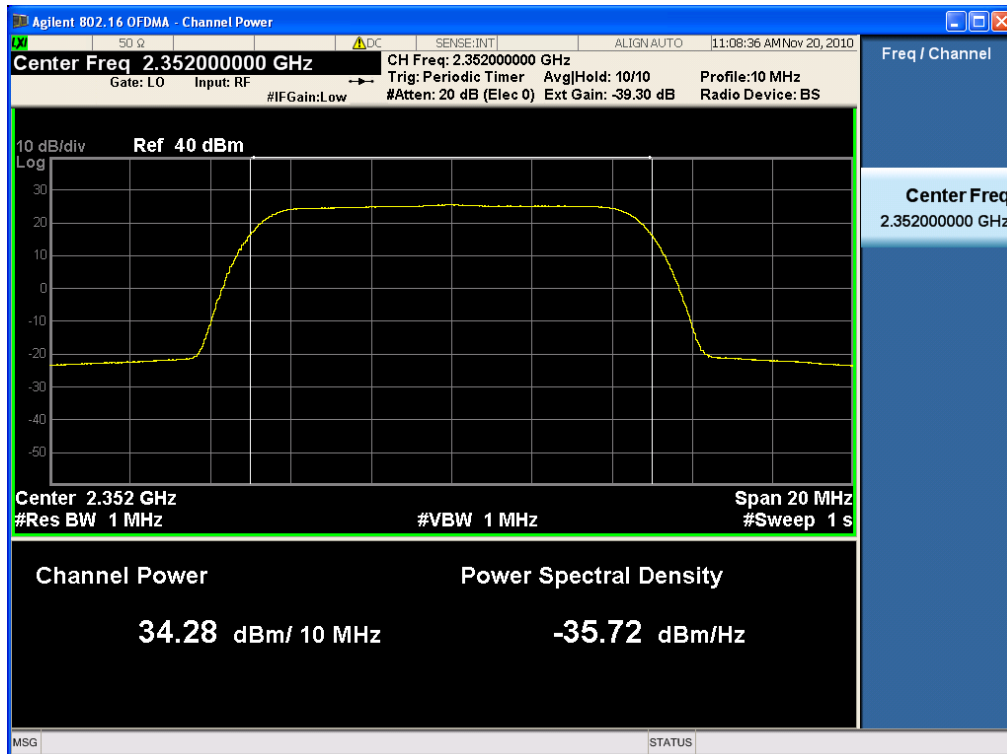 Agilent 802.16 OFDMA - Channel Power
LXI 50 Ω DC SENSE:INT ALIGN AUTO 11:08:36 AM Nov 20, 2010
Center Freq 2.352000000 GHz
CH Freq: 2.352000000 GHz
Gate: LO Input: RF Trig: Periodic Timer Avg|Hold: 10/10 Profile:10 MHz
#IFGain:Low #Atten: 20 dB (Elec 0) Ext Gain: -39.30 dB Radio Device: BS
Freq / Channel
Center Freq
2.352000000 GHz
10 dB/div Ref 40 dBm
Log
30
20
10
0
-10
-20
-30
-40
-50
Center 2.352 GHz Span 20 MHz
#Res BW 1 MHz #VBW 1 MHz #Sweep 1 s
Channel Power Power Spectral Density
34.28 dBm/ 10 MHz -35.72 dBm/Hz
MSG STATUS